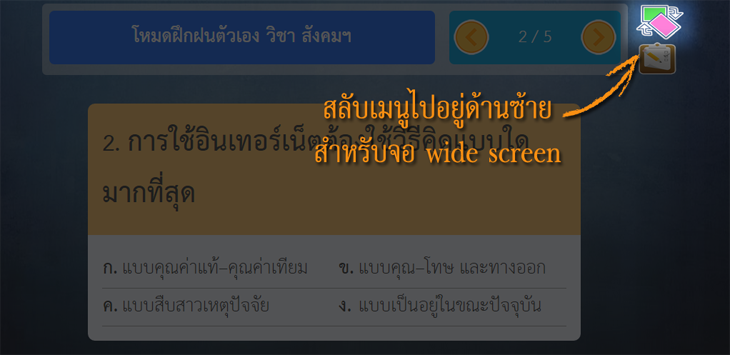 โหมดฝึกฝนตัวเอง วิชา สังคมฯ
2 / 5
สลับเมนูไปอยู่ด้านซ้าย
สำหรับจอ wide screen
2. การใช้อินเทอร์เน็ตต้องใช้วิธีคิดแบบใด
มากที่สุด
ก. แบบคุณค่าแท้–คุณค่าเทียม
ข. แบบคุณ–โทษ และทางออก
ค. แบบสืบสาวเหตุปัจจัย
ง. แบบเป็นอยู่ในขณะปัจจุบัน